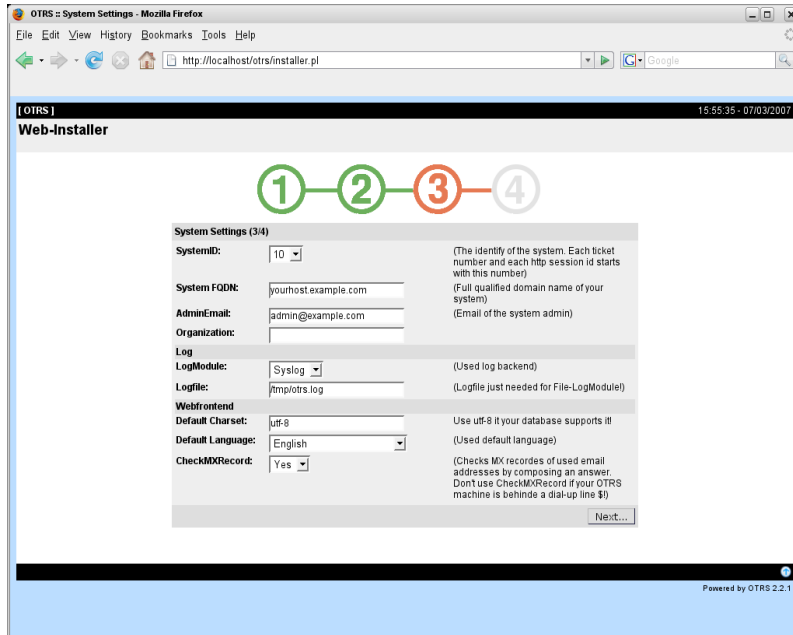 OTRS :: System Settings - Mozilla Firefox
File Edit View History Bookmarks Tools Help
http://localhost/otrs/installer.pl
G Google
[ OTRS ]
15:55:35 - 07/03/2007
Web-Installer
1 2 3 4
System Settings (3/4)
SystemID: 10 (The identify of the system. Each ticket
number and each http session id starts
with this number)
System FQDN: yourhost.example.com (Full qualified domain name of your
system)
AdminEmail: admin@example.com (Email of the system admin)
Organization:
Log
LogModule: Syslog (Used log backend)
Logfile: /tmp/otrs.log (Logfile just needed for File-LogModule!)
Webfrontend
Default Charset: utf-8 Use utf-8 it your database supports it!
Default Language: English (Used default language)
CheckMXRecord: Yes (Checks MX recordes of used email
addresses by composing an answer.
Don't use CheckMXRecord if your OTRS
machine is behinde a dial-up line $!)
Next...
Powered by OTRS 2.2.1